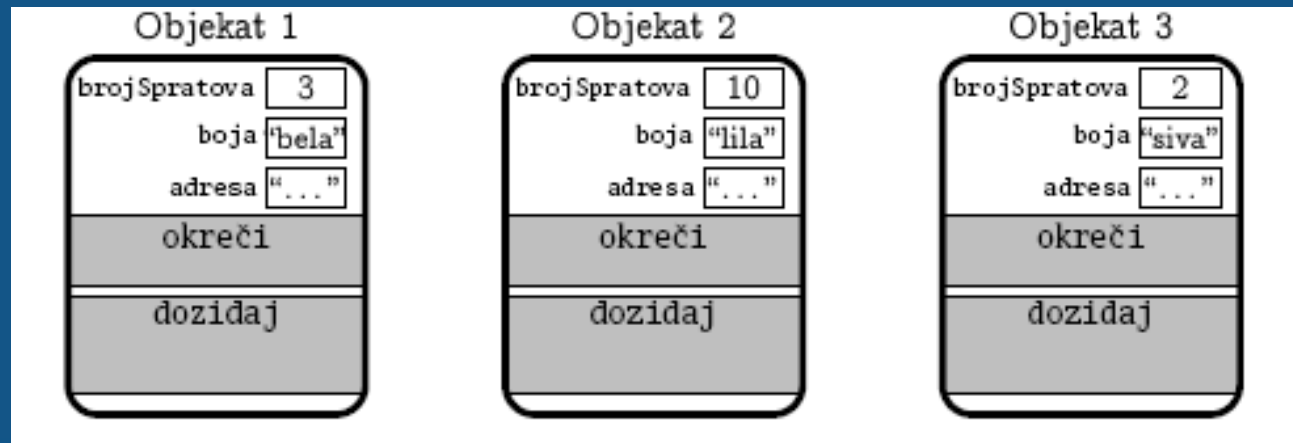 Objekat 1
brojSpratova 3
boja “bela”
adresa “...”
okreči
dozidaj
Objekat 2
brojSpratova 10
boja “lila”
adresa “...”
okreči
dozidaj
Objekat 3
brojSpratova 2
boja “siva”
adresa “...”
okreči
dozidaj